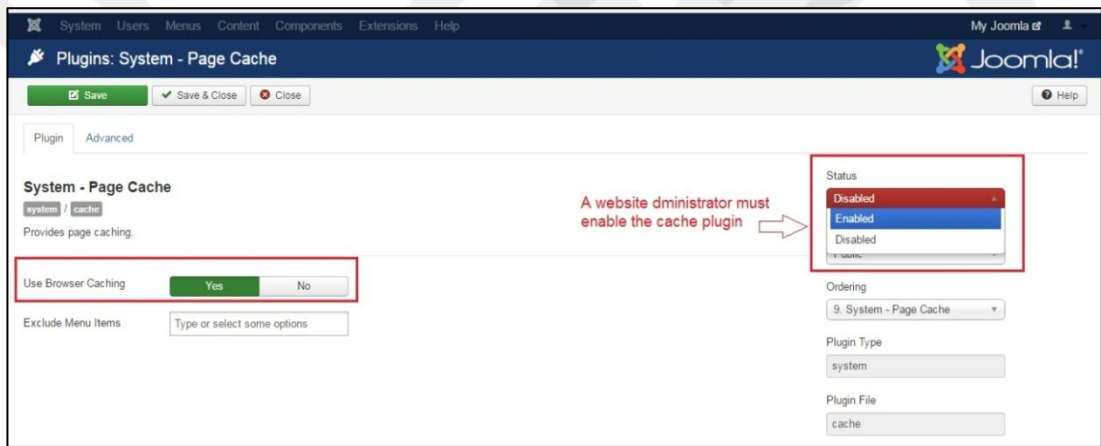 System Users Menus Content Components Extensions Help
My Joomla
Plugins: System - Page Cache
Joomla!®
Save
Save & Close
Close
Help
Plugin
Advanced
System - Page Cache
system / cache
Provides page caching.
Use Browser Caching
Yes
No
Exclude Menu Items
Type or select some options
A website dministrator must
enable the cache plugin
Status
Disabled
Enabled
Disabled
Public
Ordering
9. System - Page Cache
Plugin Type
system
Plugin File
cache